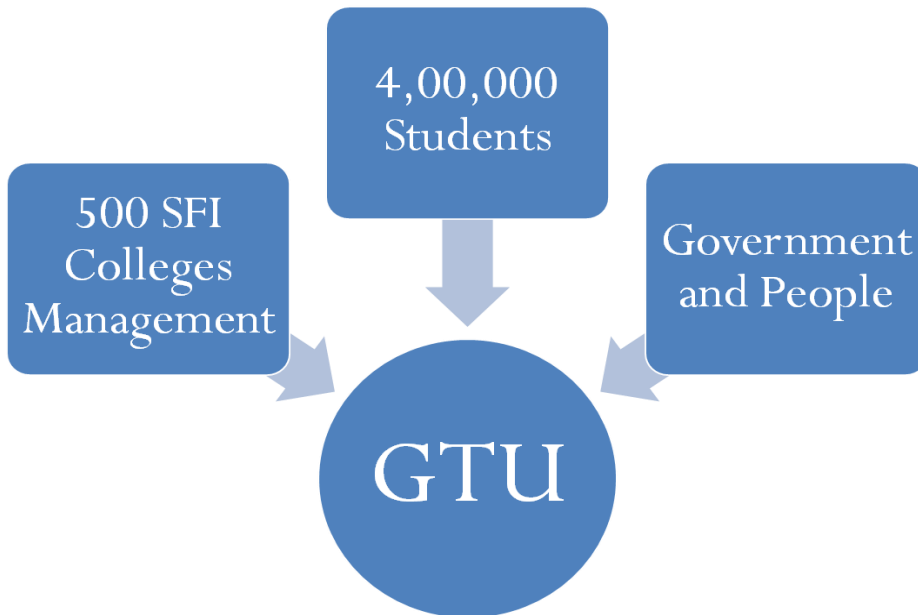 4,00,000
Students
500 SFI
Colleges
Management
Government
and People
GTU